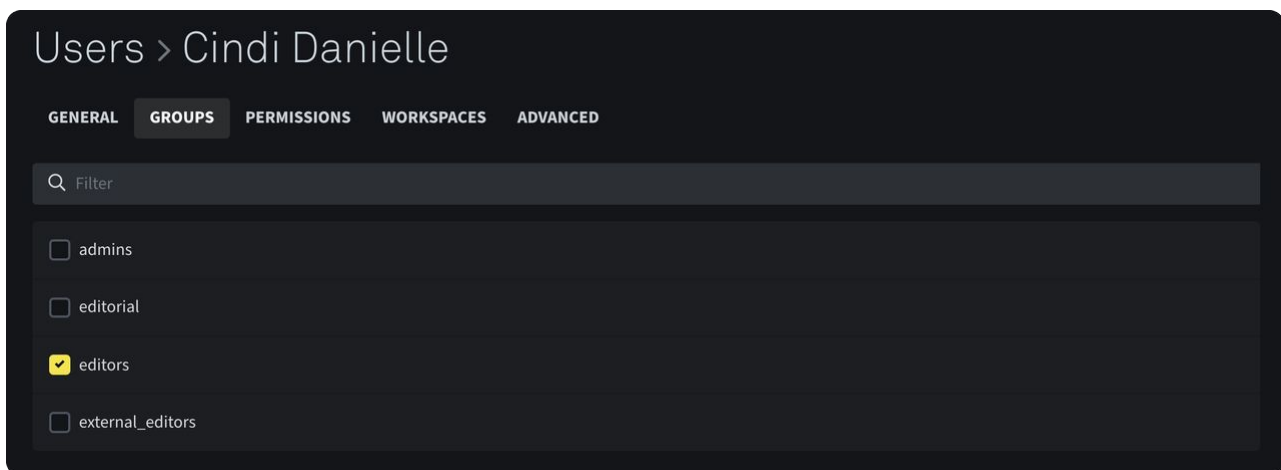 Users > Cindi Danielle
GENERAL GROUPS PERMISSIONS WORKSPACES ADVANCED
Filter
admins
editorial
editors
external_editors